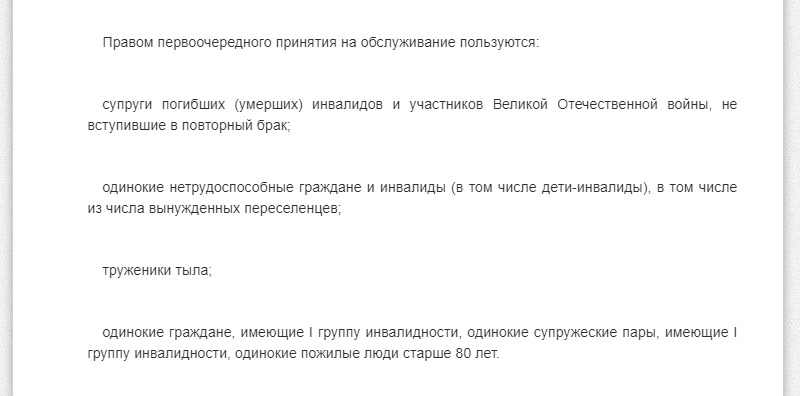 Правом первоочередного принятия на обслуживание пользуются:
супруги погибших (умерших) инвалидов и участников Великой Отечественной войны, не
вступившие в повторный брак;
одинокие нетрудоспособные граждане и инвалиды (в том числе дети-инвалиды), в том числе
из числа вынужденных переселенцев;
труженики тыла;
одинокие граждане, имеющие I группу инвалидности, одинокие супружеские пары, имеющие I
группу инвалидности, одинокие пожилые люди старше 80 лет.